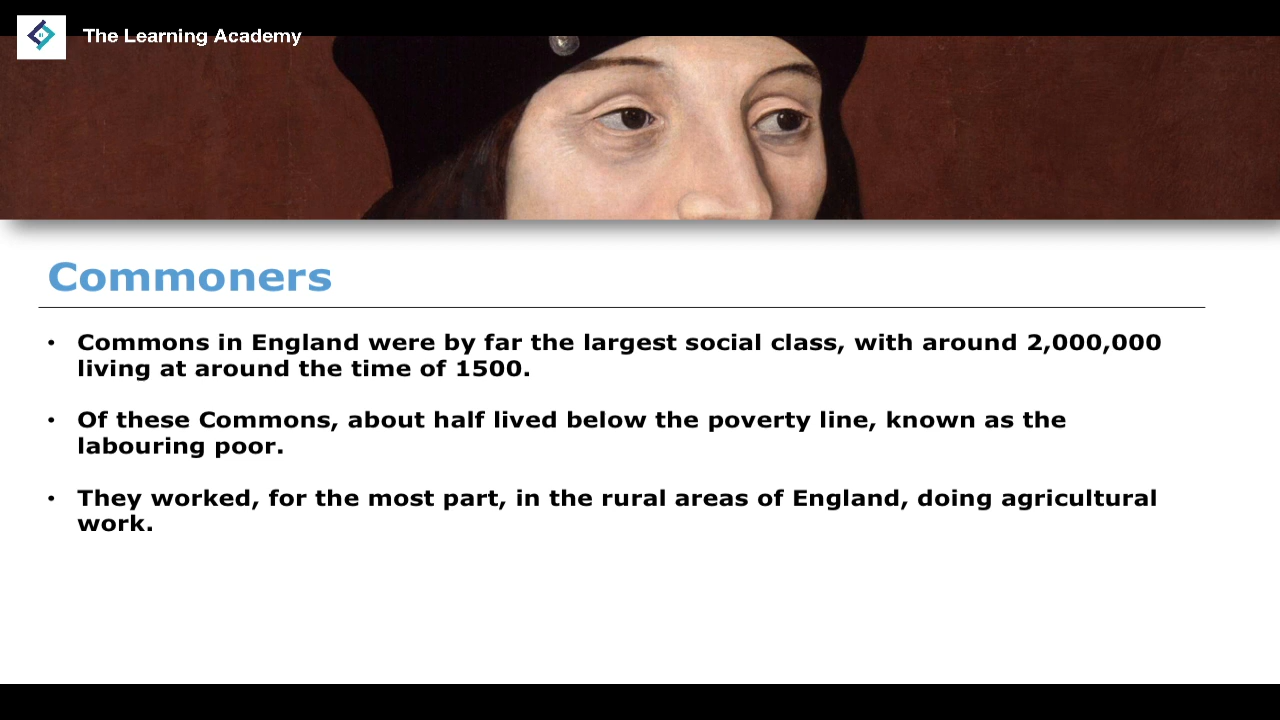 The Learning Academy
Commoners
• Commons in England were by far the largest social class, with around 2,000,000
living at around the time of 1500.
• Of these Commons, about half lived below the poverty line, known as the
labouring poor.
• They worked, for the most part, in the rural areas of England, doing agricultural
work.